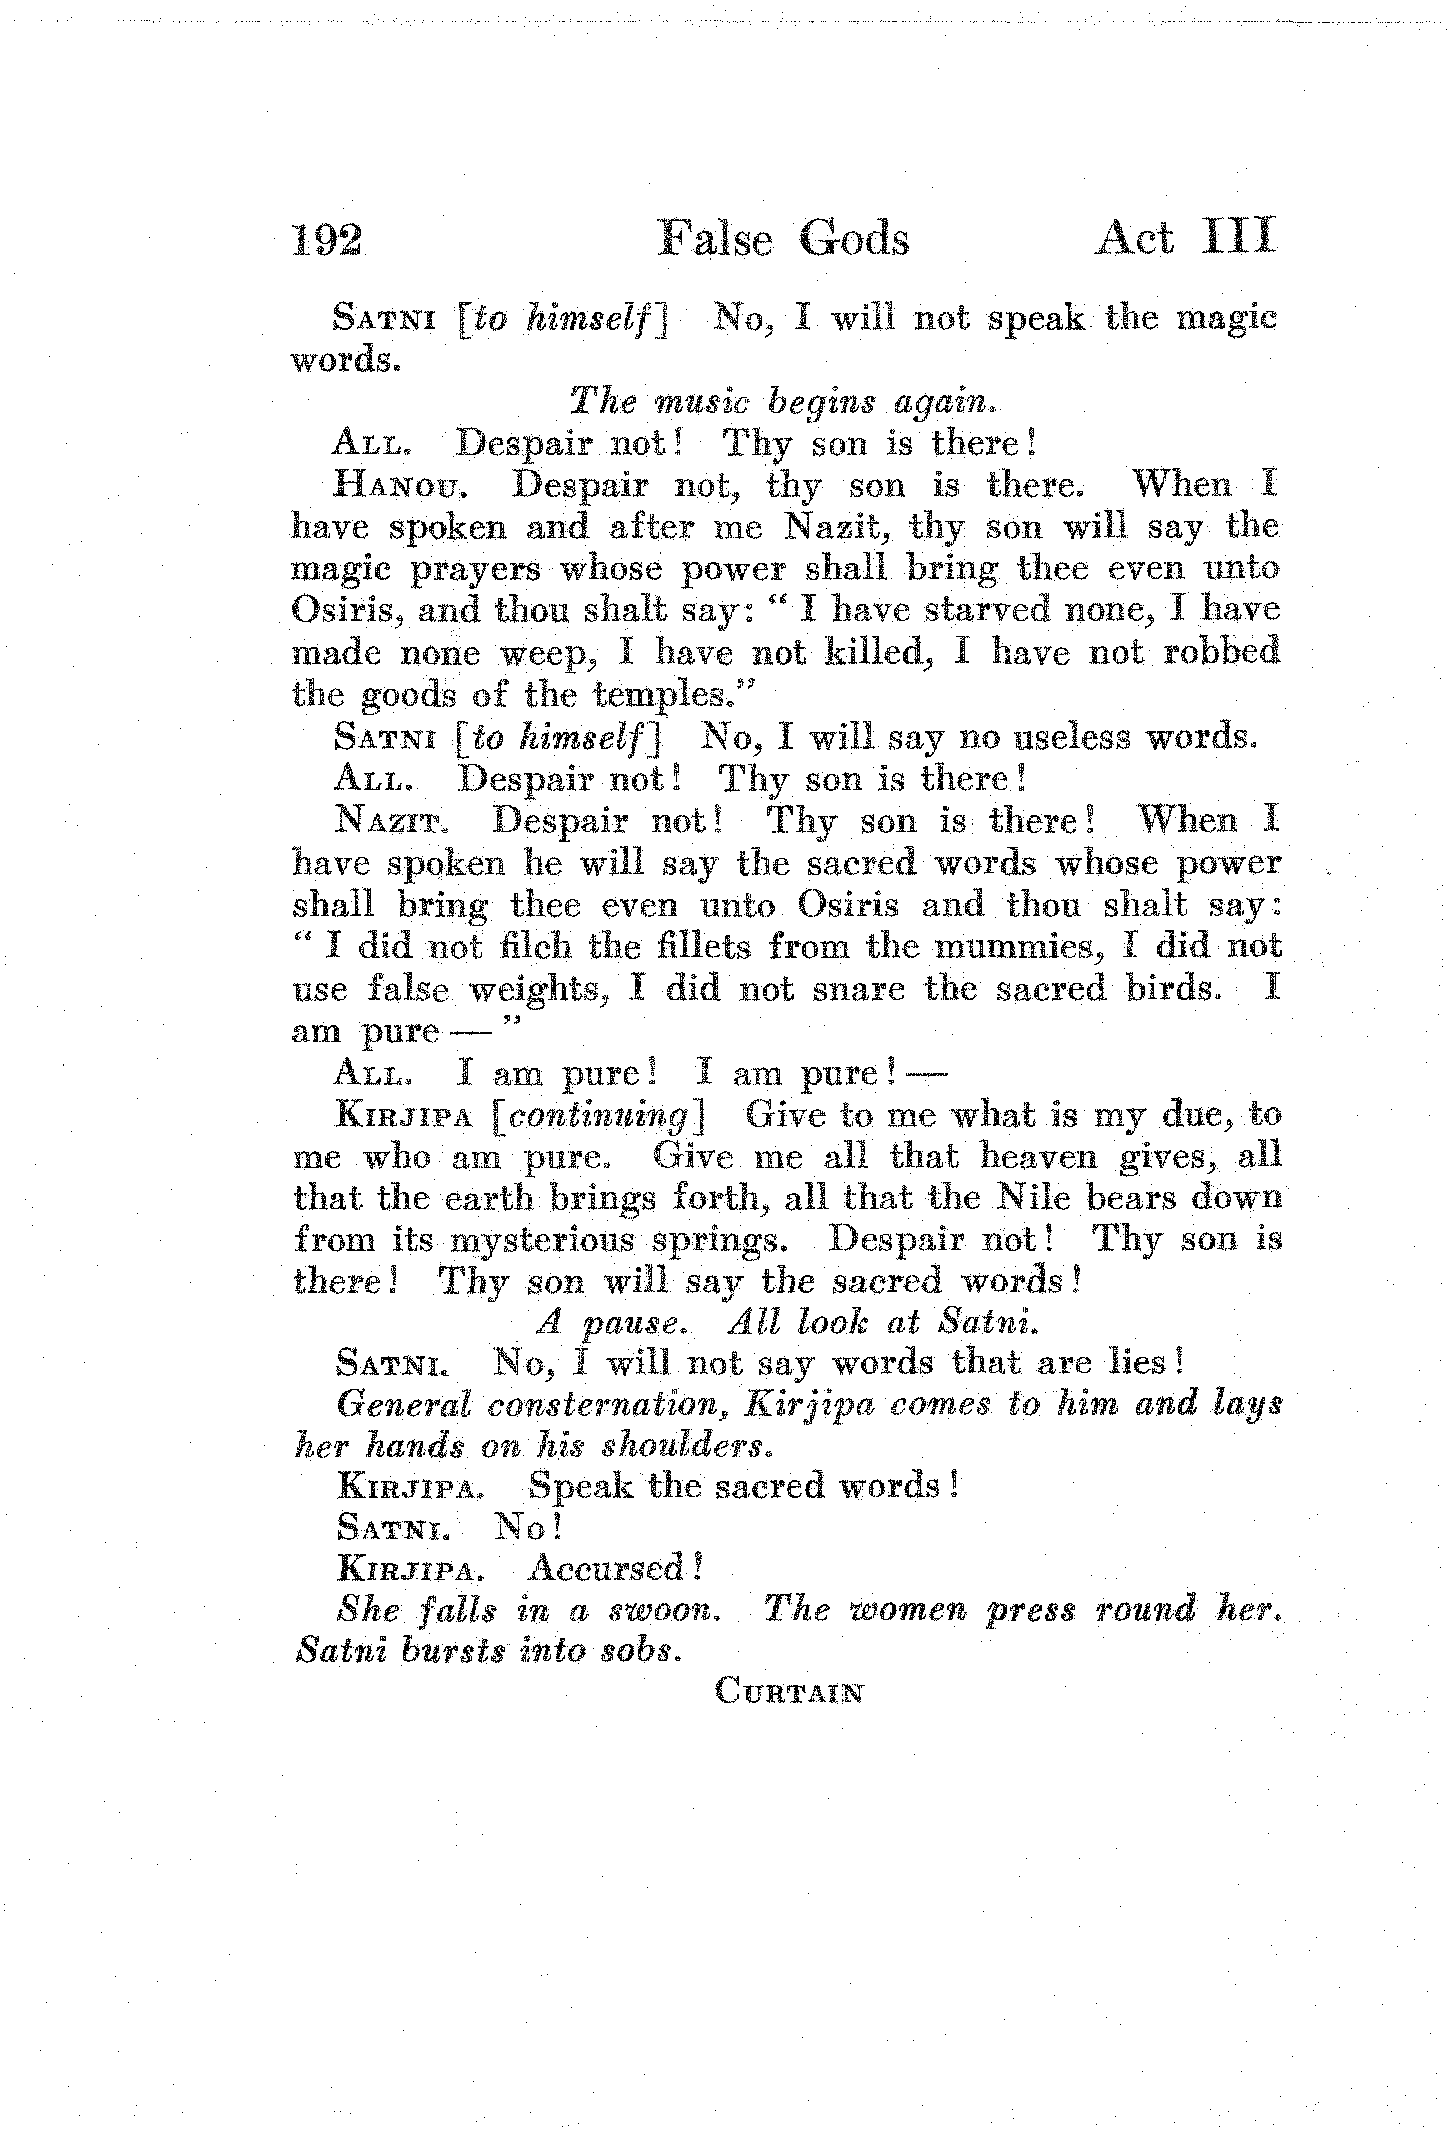 192 False Gods Act III
SATNI [to himself] No, I will not speak the magic
words.
The music begins again.
ALL. Despair not! Thy son is there!
HANOU. Despair not, thy son is there. When I
have spoken and after me Nazit, thy son will say the
magic prayers whose power shall bring thee even unto
Osiris, and thou shalt say: “ I have starved none, I have
made none weep, I have not killed, I have not robbed
the goods of the temples.”
SATNI [to himself] No, I will say no useless words.
ALL. Despair not! Thy son is there!
NAZIT. Despair not! Thy son is there! When I
have spoken he will say the sacred words whose power
shall bring thee even unto Osiris and thou shalt say:
“ I did not filch the fillets from the mummies, I did not
use false weights, I did not snare the sacred birds. I
am pure — ”
ALL. I am pure! I am pure! —
KIRJIPA [continuing] Give to me what is my due, to
me who am pure. Give me all that heaven gives, all
that the earth brings forth, all that the Nile bears down
from its mysterious springs. Despair not! Thy son is
there! Thy son will say the sacred words!
A pause. All look at Satni.
SATNI. No, I will not say words that are lies!
General consternation, Kirjipa comes to him and lays
her hands on his shoulders.
KIRJIPA. Speak the sacred words!
SATNI. No!
KIRJIPA. Accursed!
She falls in a swoon. The women press round her.
Satni bursts into sobs.
CURTAIN